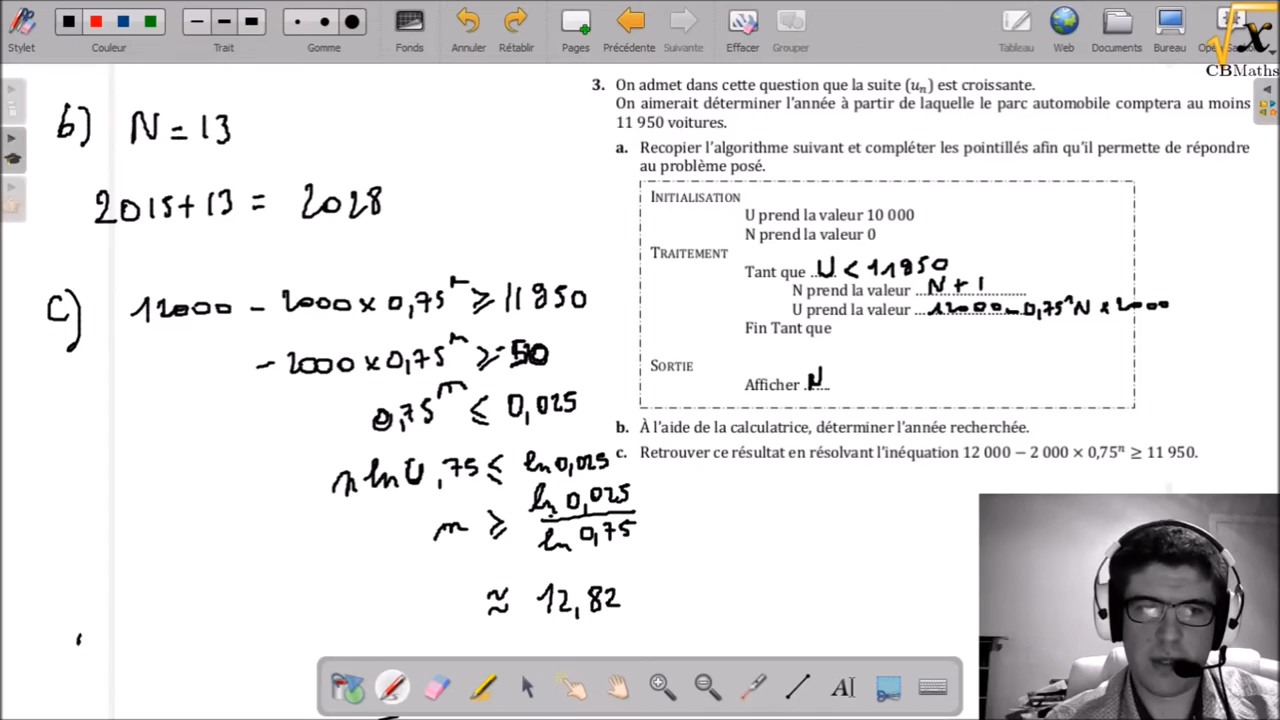 Stylet Couleur Trait Gomme Fonds Annuler Rétablir Pages Précédente Suivante Effacer Grouper Tableau Web Documents Bureau
CBMaths
b) N = 13
2015 + 13 = 2028
c) 12000 - 2000 x 0,75^n ≥ 11950
- 2000 x 0,75^n ≥ -50
0,75^n ≤ 0,025
n ln 0,75 ≤ ln 0,025
n ≥ ln 0,025 / ln 0,75
≈ 12,82
3. On admet dans cette question que la suite (uₙ) est croissante.
On aimerait déterminer l'année à partir de laquelle le parc automobile comptera au moins
11 950 voitures.
a. Recopier l'algorithme suivant et compléter les pointillés afin qu'il permette de répondre
au problème posé.
INITIALISATION
U prend la valeur 10 000
N prend la valeur 0
TRAITEMENT
Tant que ... U < 11950
N prend la valeur ... N + 1
U prend la valeur ... 12000 - 0,75^N x 2000
Fin Tant que
SORTIE
Afficher ... N
b. À l'aide de la calculatrice, déterminer l'année recherchée.
c. Retrouver ce résultat en résolvant l'inéquation 12 000 − 2 000 × 0,75ⁿ ≥ 11 950.